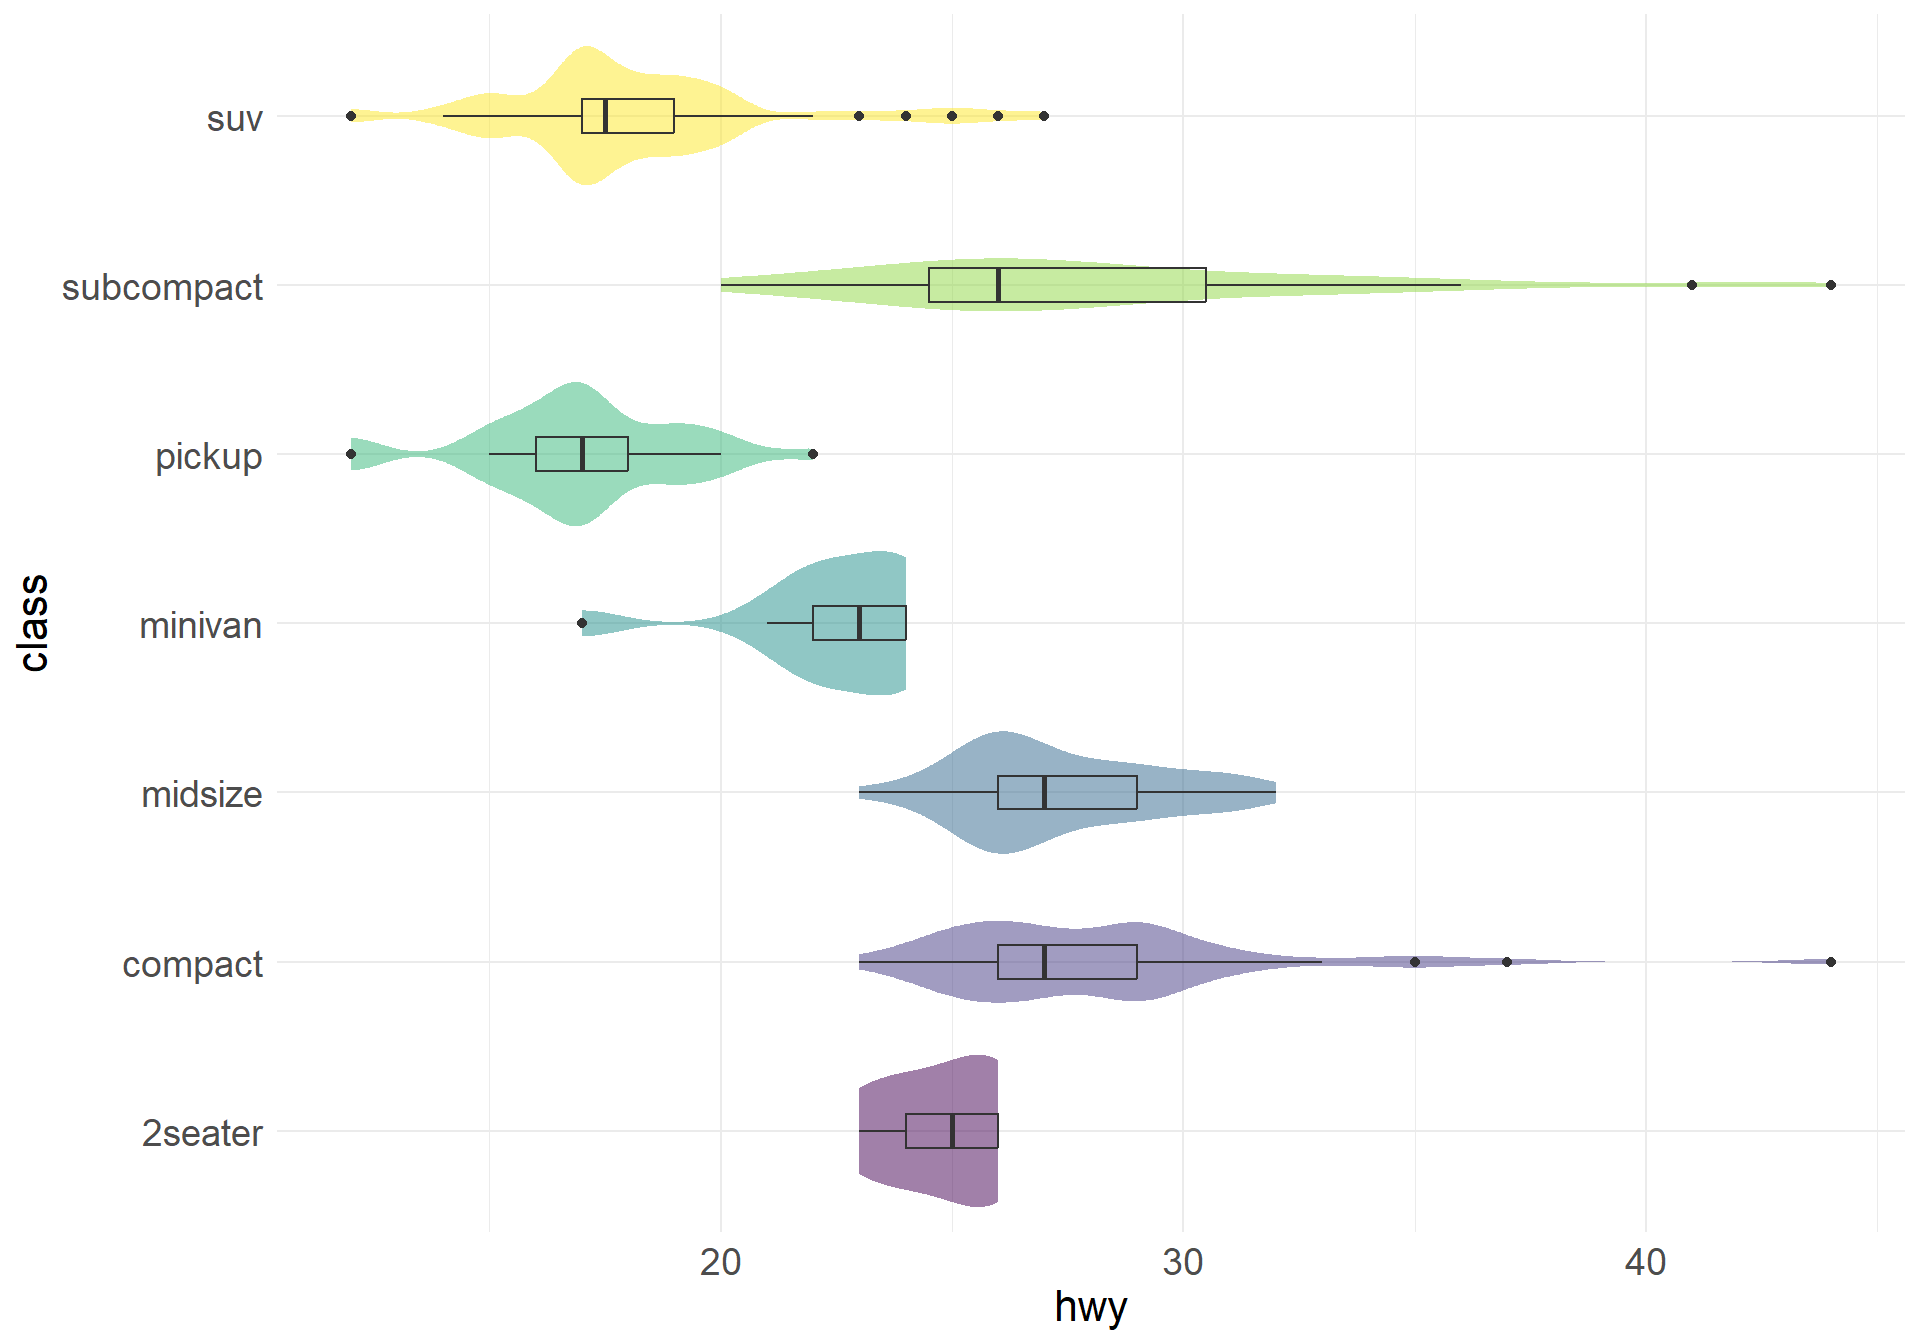 suv
subcompact
pickup
minivan
midsize
compact
2seater
class
20 30 40
hwy